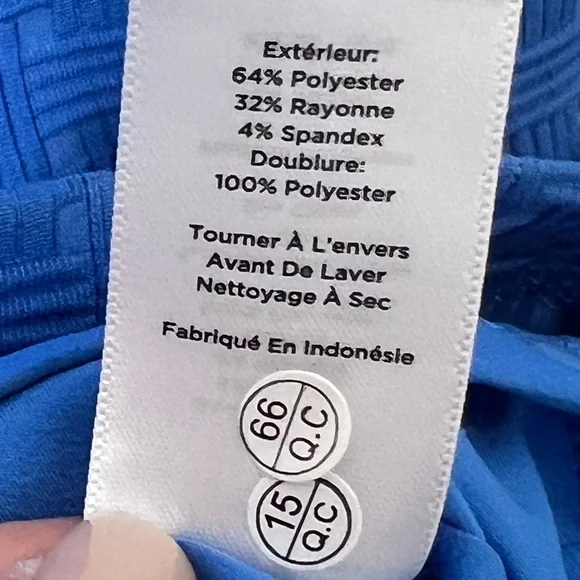 Extérieur:
64% Polyester
32% Rayonne
4% Spandex
Doublure:
100% Polyester
Tourner À L'envers
Avant De Laver
Nettoyage À Sec
Fabriqué En Indonésie
66
Q.C
15
Q.C